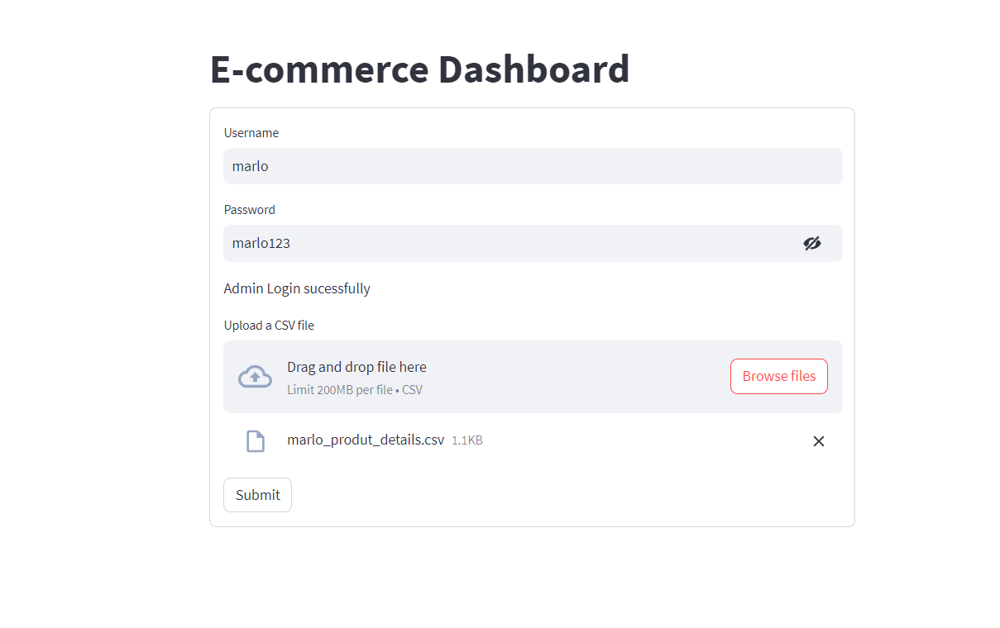 E-commerce Dashboard
Username
marlo
Password
marlo123
Admin Login sucessfully
Upload a CSV file
Drag and drop file here
Limit 200MB per file • CSV
Browse files
marlo_produt_details.csv 1.1KB
Submit